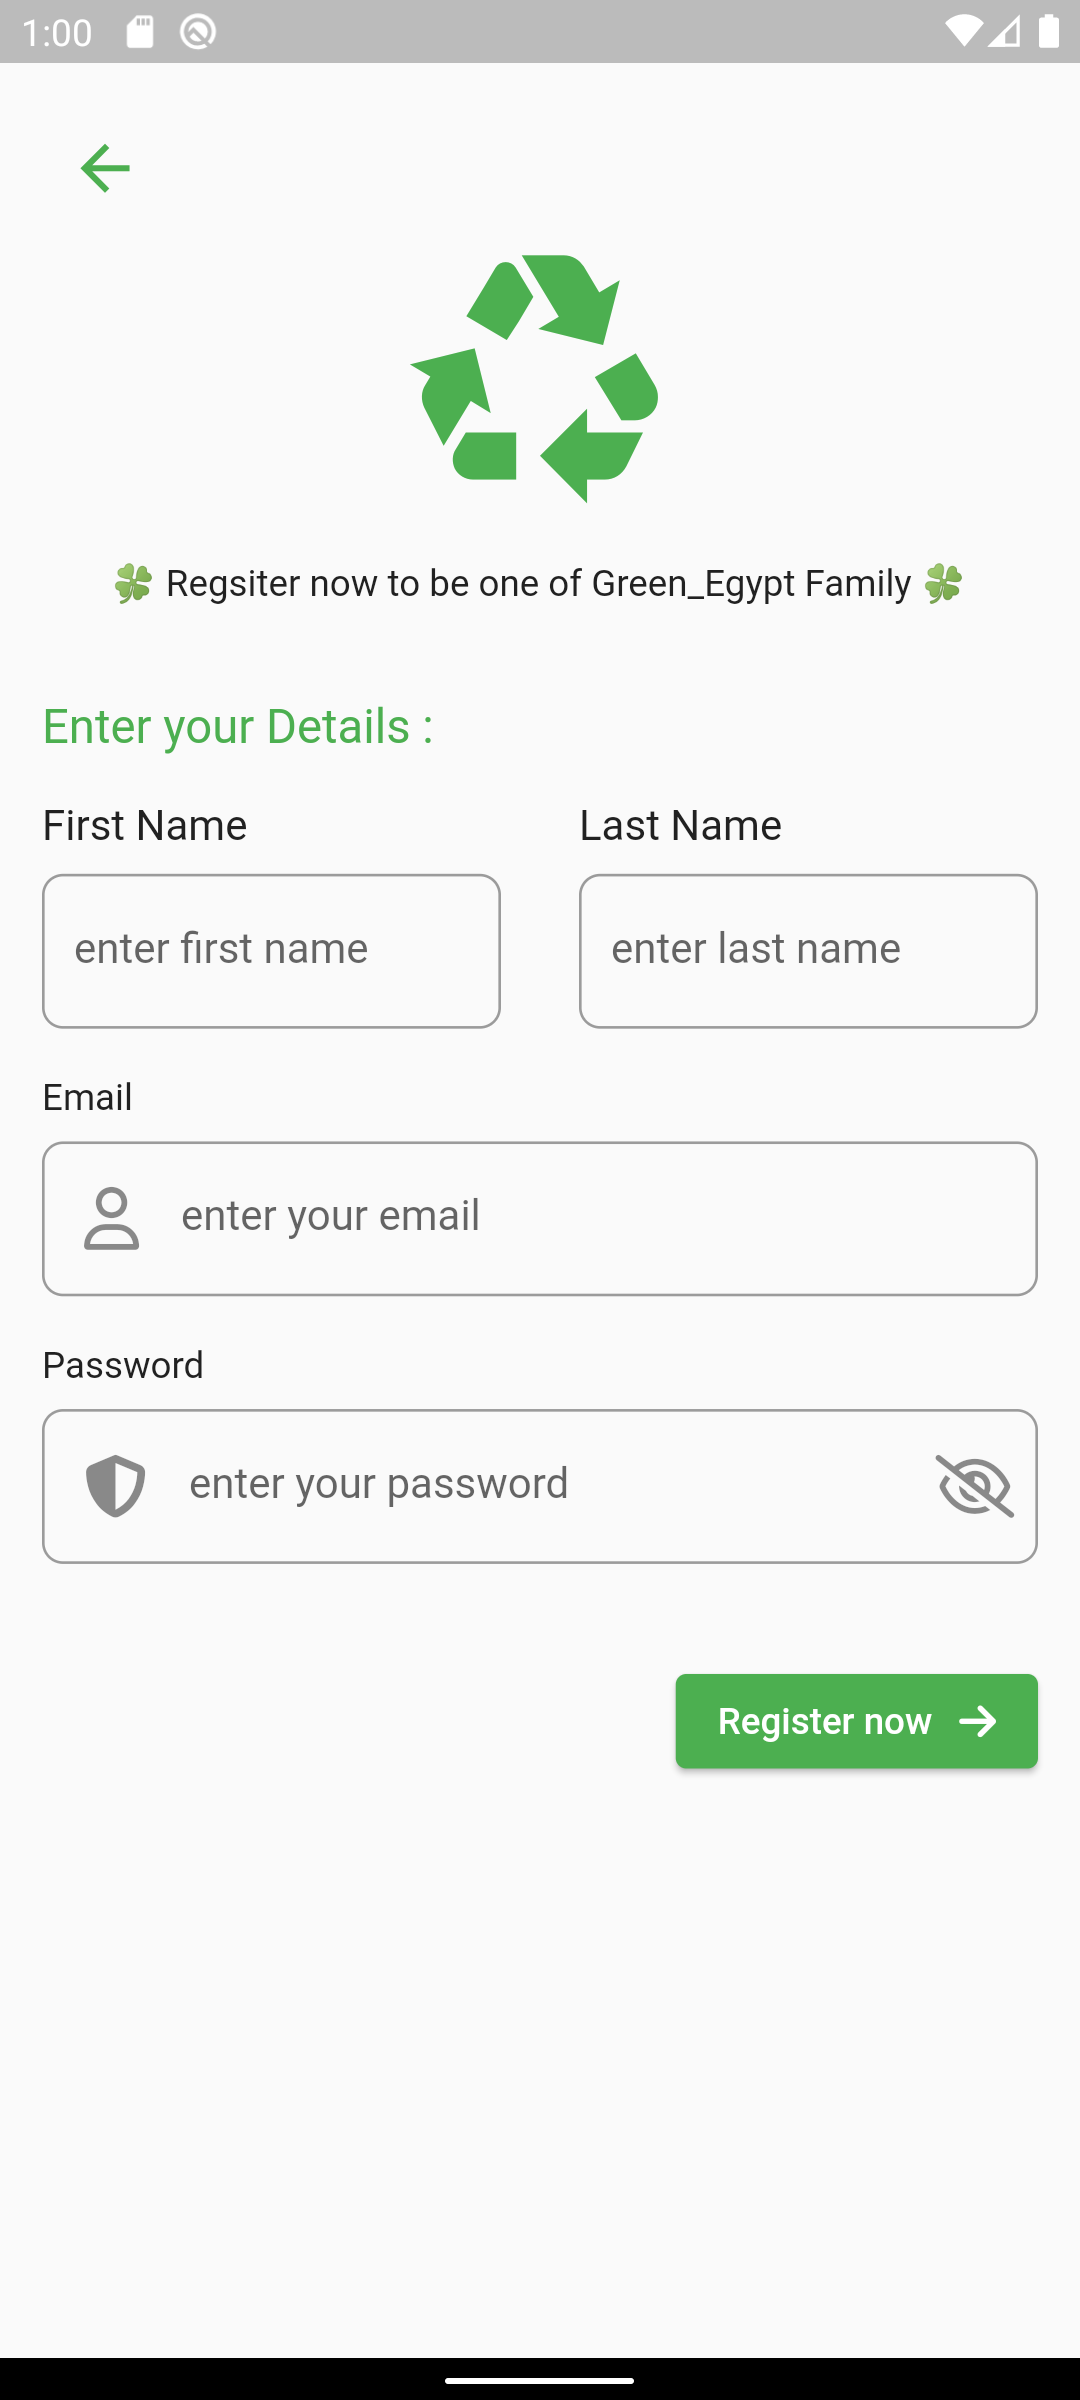 1:00
🍀 Regsiter now to be one of Green_Egypt Family 🍀
Enter your Details :
First Name
Last Name
enter first name
enter last name
Email
enter your email
Password
enter your password
Register now